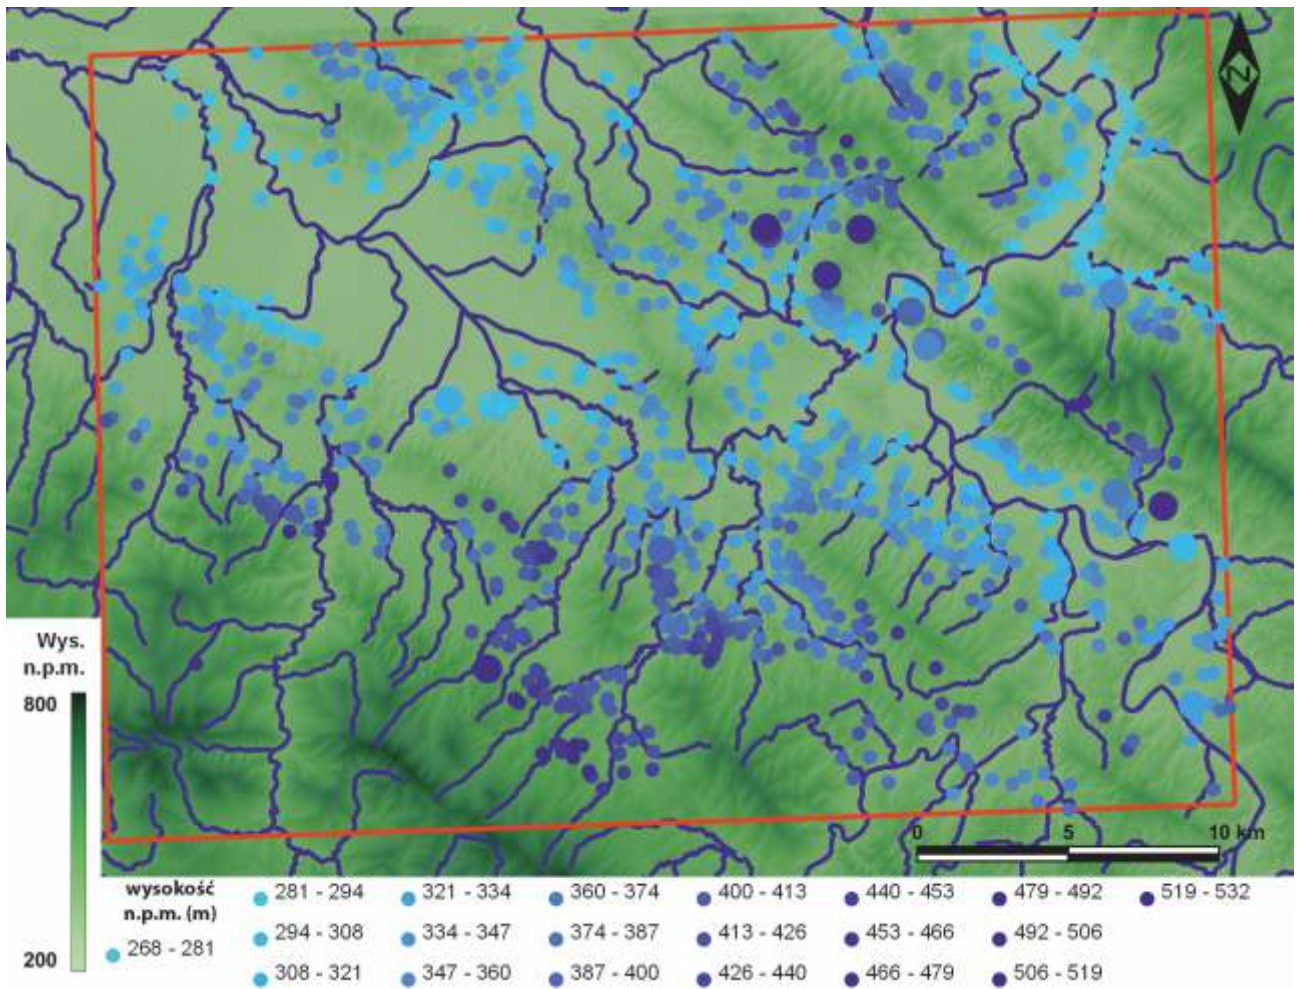 N
Wys.
n.p.m.
800
200
0 5 10 km
wysokość
n.p.m. (m)
268 - 281
281 - 294
294 - 308
308 - 321
321 - 334
334 - 347
347 - 360
360 - 374
374 - 387
387 - 400
400 - 413
413 - 426
426 - 440
440 - 453
453 - 466
466 - 479
479 - 492
492 - 506
506 - 519
519 - 532